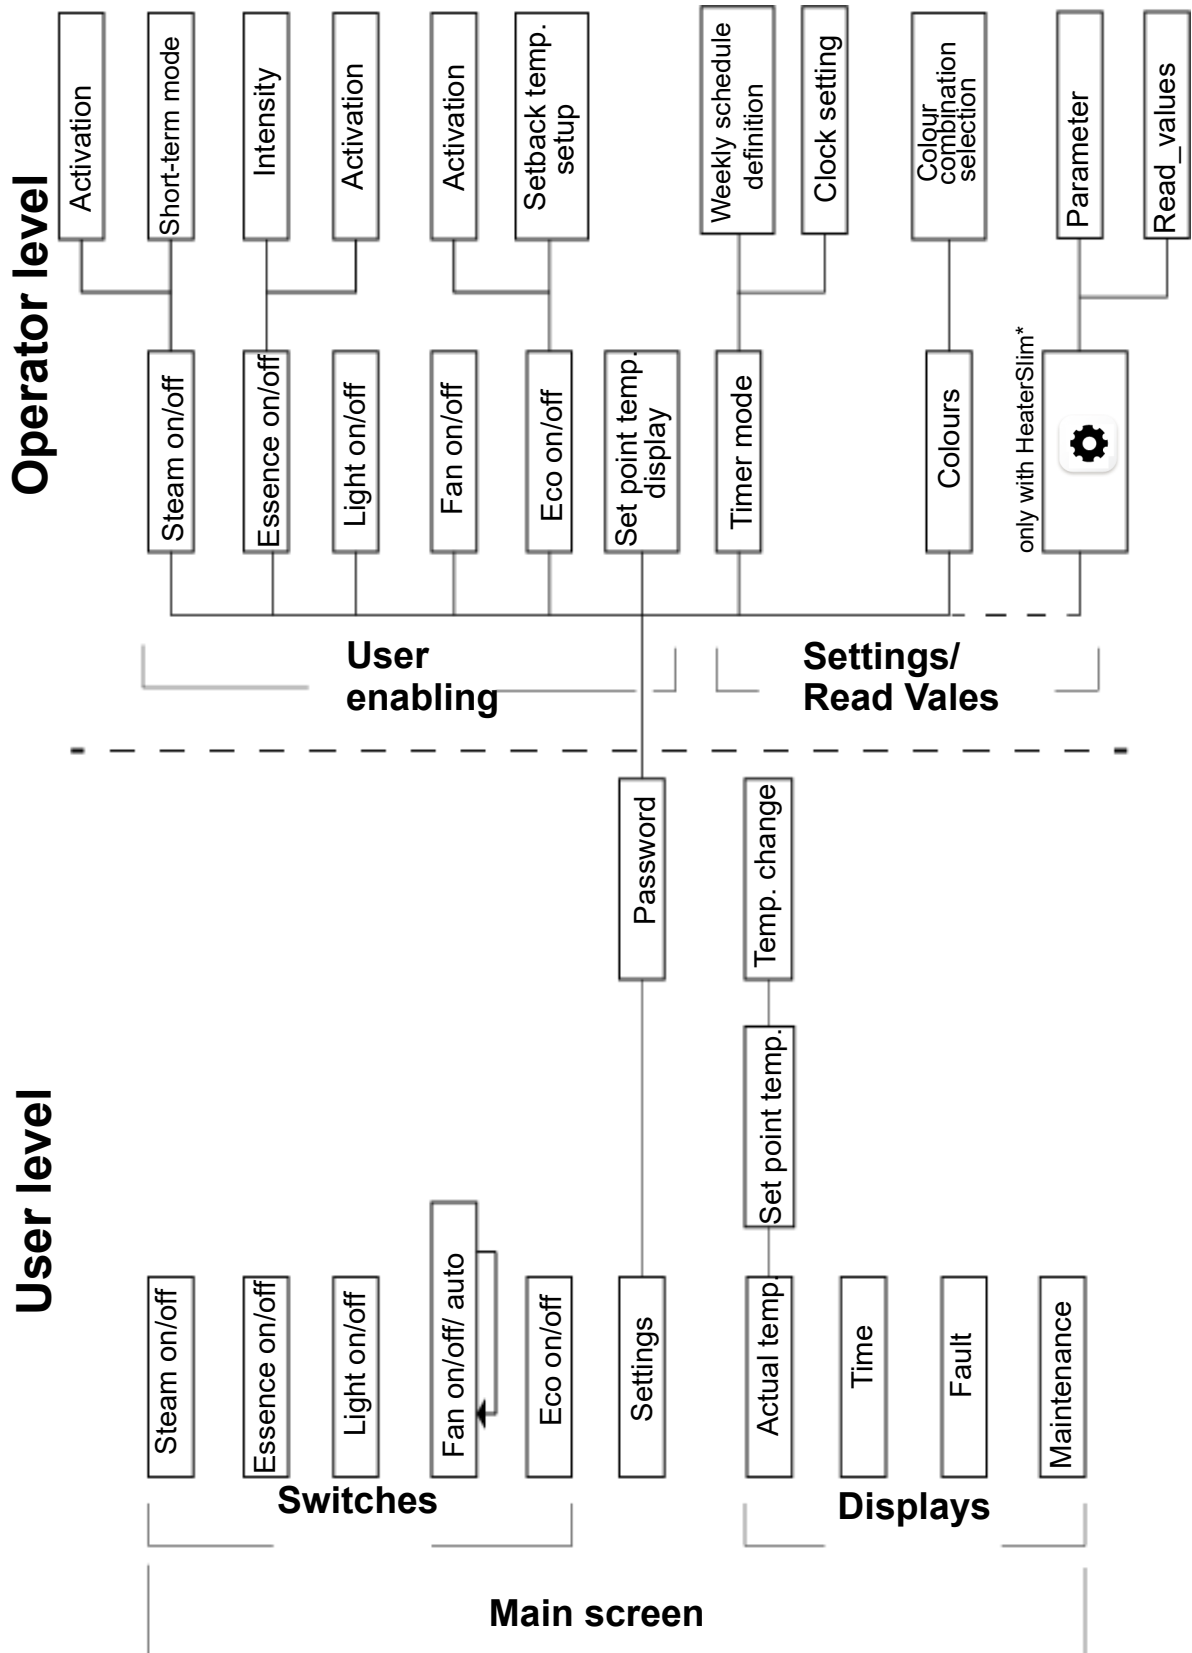 Operator level
Activation
Short-term mode
Intensity
Activation
Activation
Setback temp.
setup
Weekly schedule
definition
Clock setting
Colour
combination
selection
Parameter
Read_values
Steam on/off
Essence on/off
Light on/off
Fan on/off
Eco on/off
Set point temp.
display
Timer mode
Colours
only with HeaterSlim*
User
enabling
Settings/
Read Vales
User level
Password
Temp. change
Set point temp.
Steam on/off
Essence on/off
Light on/off
Fan on/off/ auto
Eco on/off
Settings
Actual temp.
Time
Fault
Maintenance
Switches
Displays
Main screen